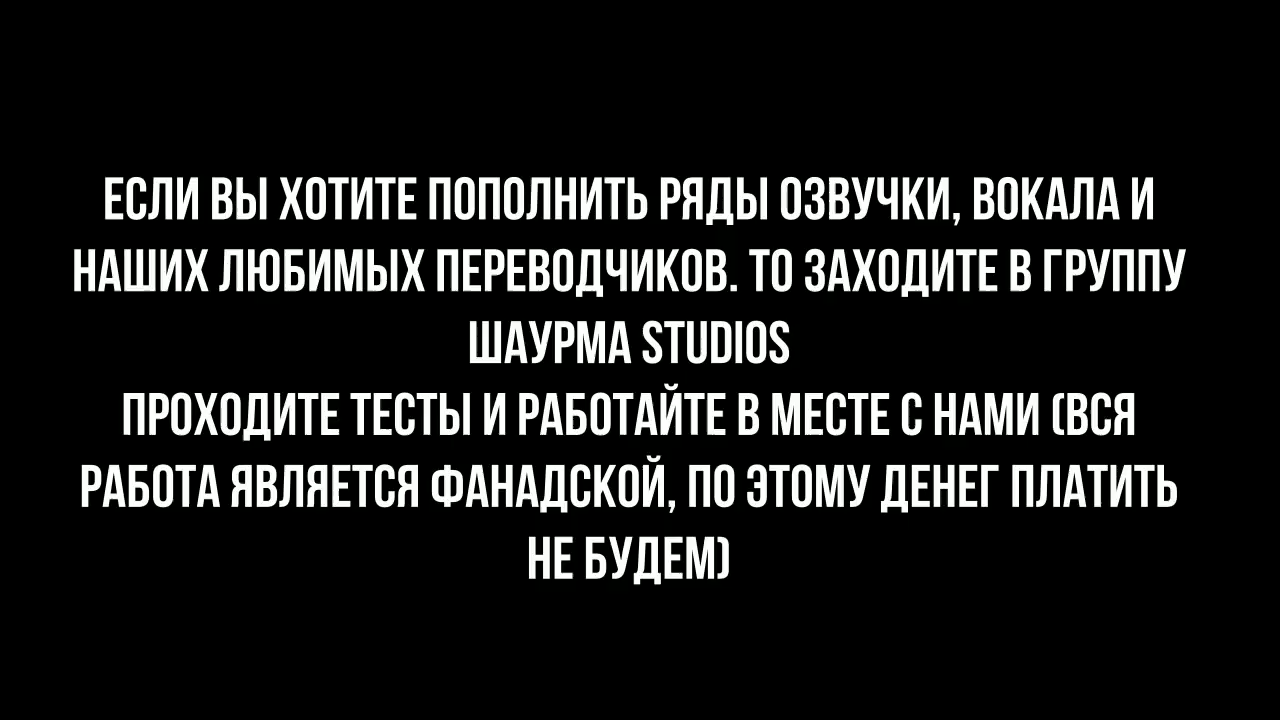 ЕСЛИ ВЫ ХОТИТЕ ПОПОЛНИТЬ РЯДЫ ОЗВУЧКИ, ВОКАЛА И
НАШИХ ЛЮБИМЫХ ПЕРЕВОДЧИКОВ. ТО ЗАХОДИТЕ В ГРУППУ
ШАУРМА STUDIOS
ПРОХОДИТЕ ТЕСТЫ И РАБОТАЙТЕ В МЕСТЕ С НАМИ (ВСЯ
РАБОТА ЯВЛЯЕТСЯ ФАНАДСКОЙ, ПО ЭТОМУ ДЕНЕГ ПЛАТИТЬ
НЕ БУДЕМ)